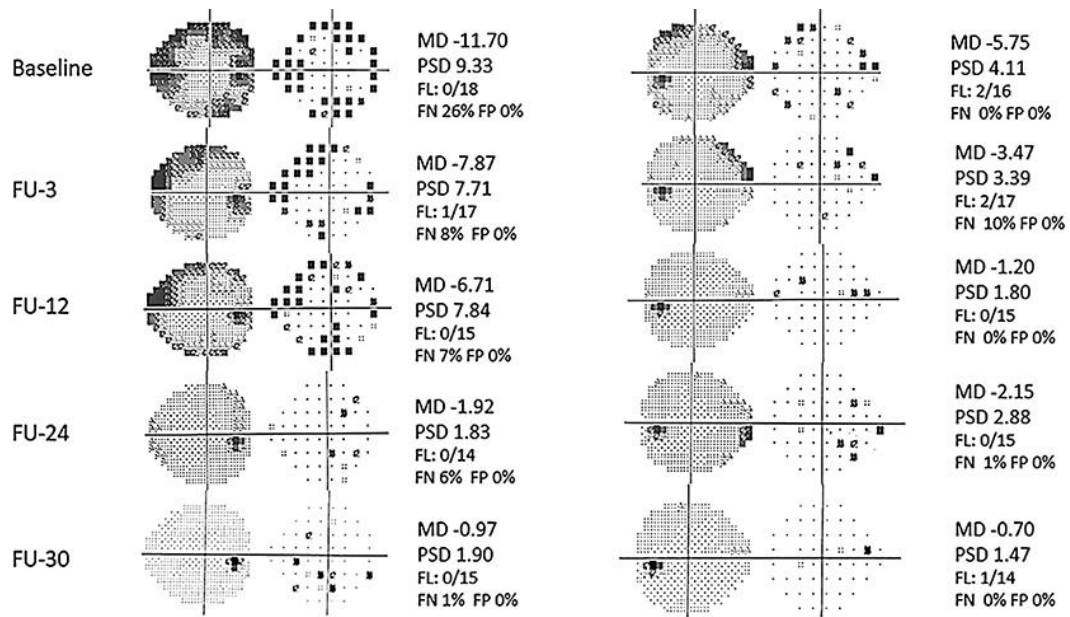 Baseline
MD -11.70
PSD 9.33
FL: 0/18
FN 26% FP 0%
MD -5.75
PSD 4.11
FL: 2/16
FN 0% FP 0%
FU-3
MD -7.87
PSD 7.71
FL: 1/17
FN 8% FP 0%
MD -3.47
PSD 3.39
FL: 2/17
FN 10% FP 0%
FU-12
MD -6.71
PSD 7.84
FL: 0/15
FN 7% FP 0%
MD -1.20
PSD 1.80
FL: 0/15
FN 0% FP 0%
FU-24
MD -1.92
PSD 1.83
FL: 0/14
FN 6% FP 0%
MD -2.15
PSD 2.88
FL: 0/15
FN 1% FP 0%
FU-30
MD -0.97
PSD 1.90
FL: 0/15
FN 1% FP 0%
MD -0.70
PSD 1.47
FL: 1/14
FN 0% FP 0%